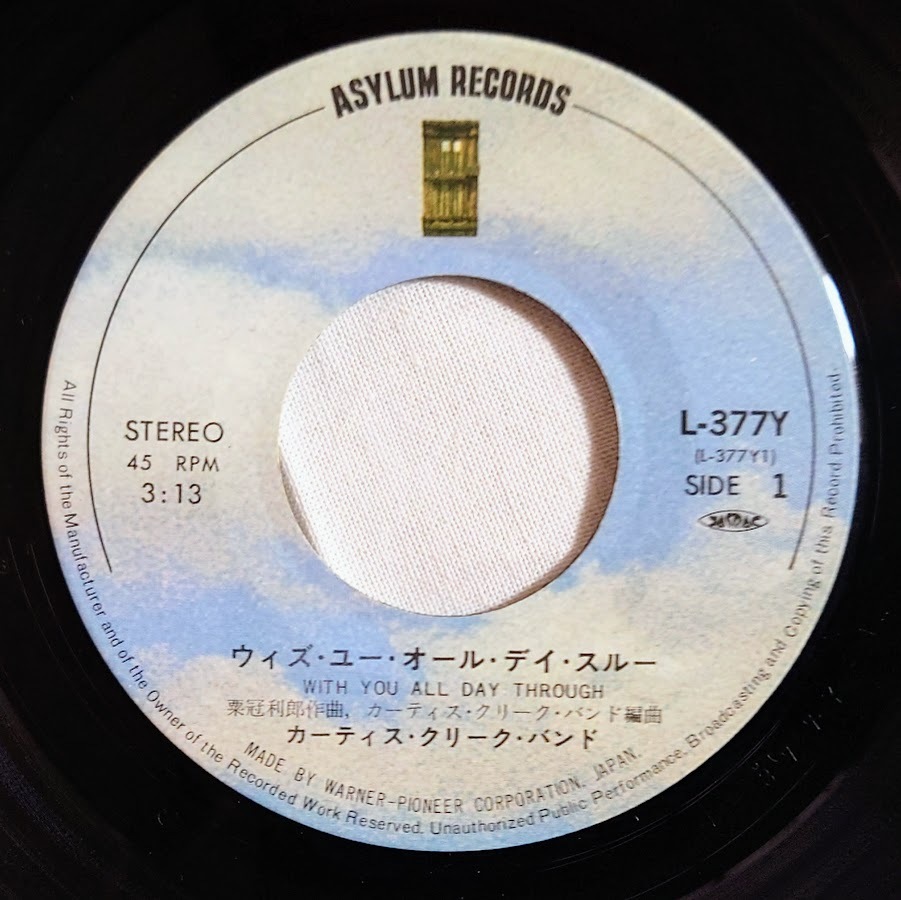 ASYLUM RECORDS
STEREO
45 RPM
3:13
L-377Y
(L-377Y1)
SIDE 1
ウィズ・ユー・オール・デイ・スルー
WITH YOU ALL DAY THROUGH
粟冠利郎作曲, カーティス・クリーク・バンド編曲
カーティス・クリーク・バンド
MADE BY WARNER-PIONEER CORPORATION, JAPAN.
All Rights of the Manufacturer and of the Owner of the Recorded Work Reserved. Unauthorized Public Performance. Broadcasting and Copying of this Record Prohibited.